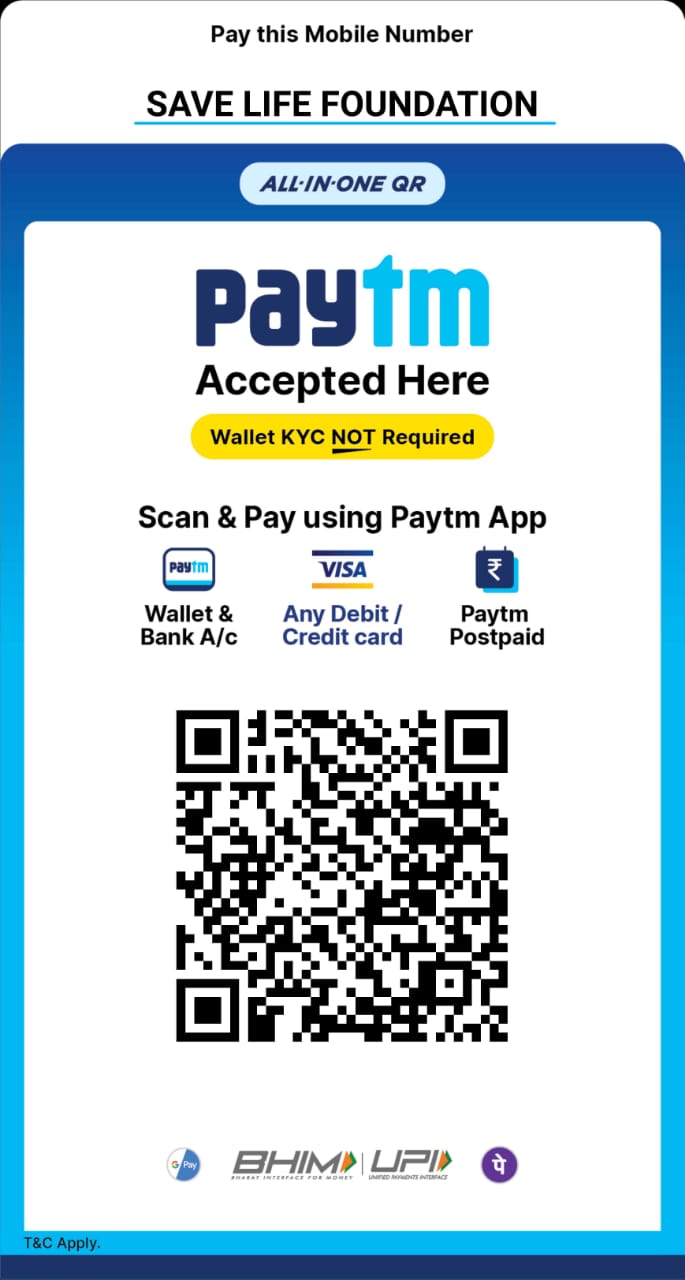 Pay this Mobile Number
SAVE LIFE FOUNDATION
ALL·IN·ONE QR
paytm
Accepted Here
Wallet KYC NOT Required
Scan & Pay using Paytm App
paytm VISA ₹
Wallet & Any Debit / Paytm
Bank A/c Credit card Postpaid
G Pay BHIM UPI पे
BHARAT INTERFACE FOR MONEY UNIFIED PAYMENTS INTERFACE
T&C Apply.